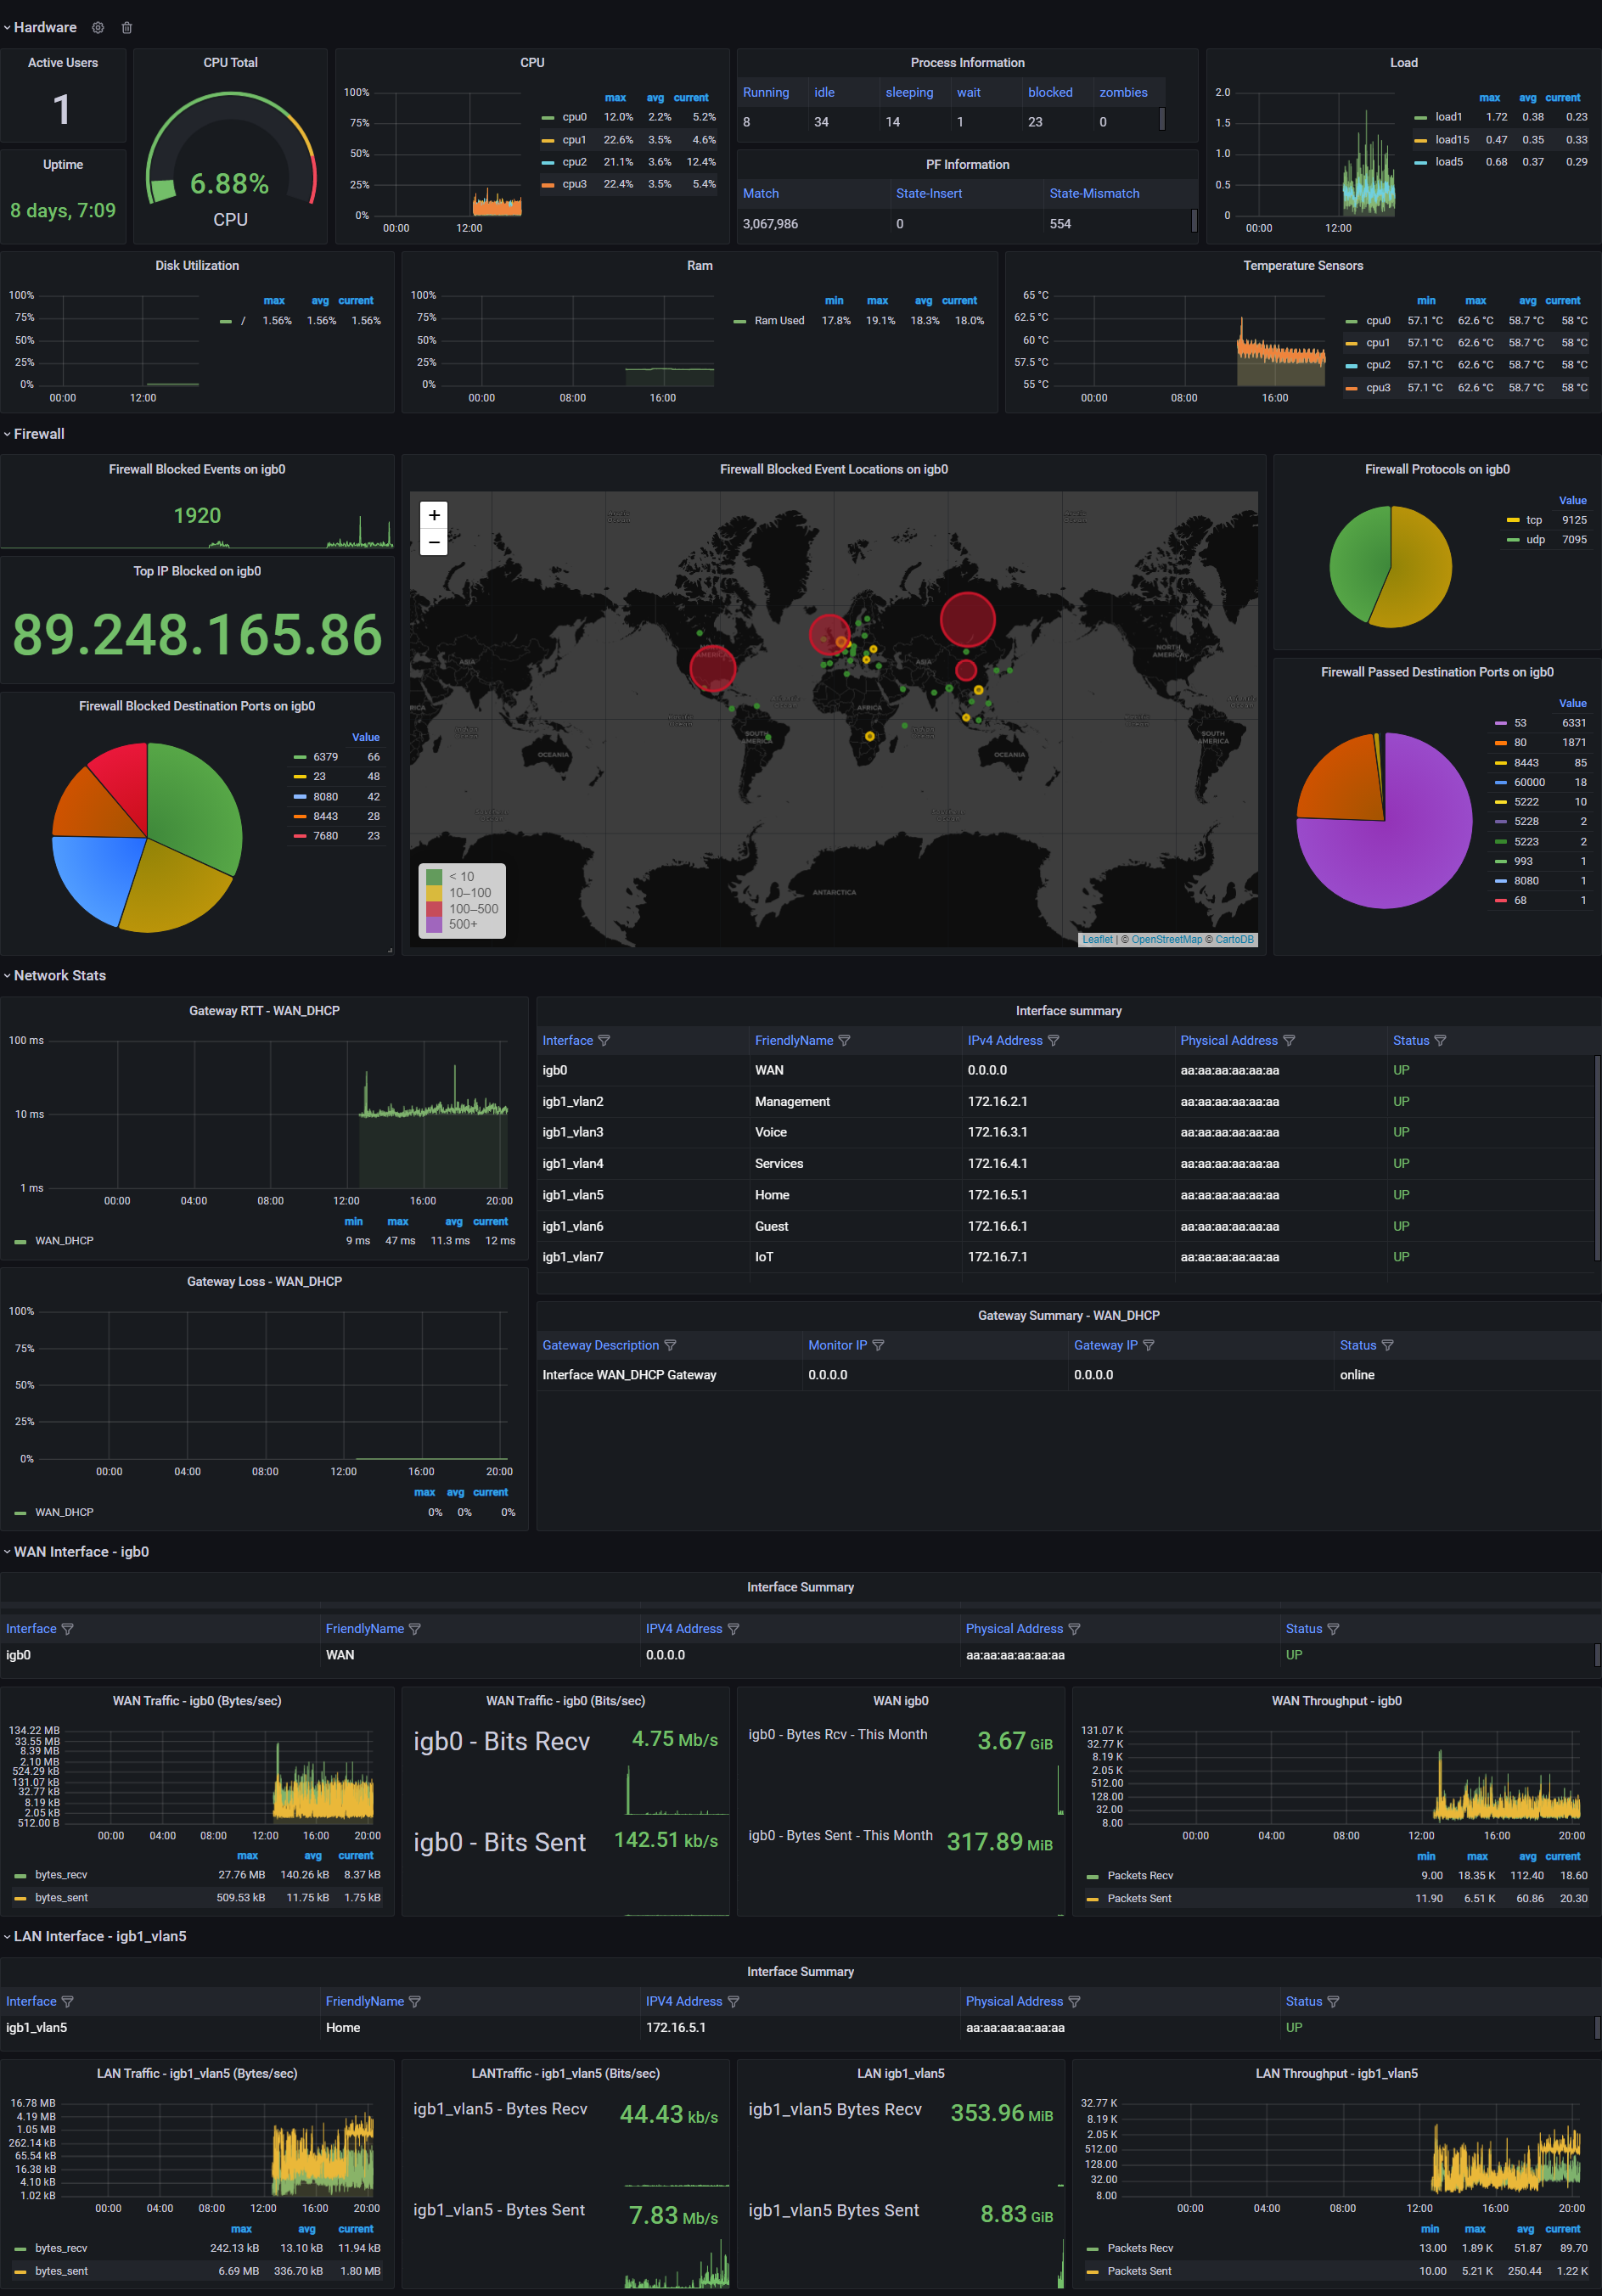 Hardware
Active Users
1
Uptime
8 days, 7:09
CPU Total
6.88%
CPU
CPU
100%
75%
50%
25%
0%
00:00 12:00
max avg current
cpu0 12.0% 2.2% 5.2%
cpu1 22.6% 3.5% 4.6%
cpu2 21.1% 3.6% 12.4%
cpu3 22.4% 3.5% 5.4%
Process Information
Running idle sleeping wait blocked zombies
8 34 14 1 23 0
PF Information
Match State-Insert State-Mismatch
3,067,986 0 554
Load
2.0
1.5
1.0
0.5
0
00:00 12:00
max avg current
load1 1.72 0.38 0.23
load15 0.47 0.35 0.33
load5 0.68 0.37 0.29
Disk Utilization
100%
75%
50%
25%
0%
00:00 12:00
max avg current
/ 1.56% 1.56% 1.56%
Ram
100%
75%
50%
25%
0%
00:00 08:00 16:00
min max avg current
Ram Used 17.8% 19.1% 18.3% 18.0%
Temperature Sensors
65 °C
62.5 °C
60 °C
57.5 °C
55 °C
00:00 08:00 16:00
min max avg current
cpu0 57.1 °C 62.6 °C 58.7 °C 58 °C
cpu1 57.1 °C 62.6 °C 58.7 °C 58 °C
cpu2 57.1 °C 62.6 °C 58.7 °C 58 °C
cpu3 57.1 °C 62.6 °C 58.7 °C 58 °C
Firewall
Firewall Blocked Events on igb0
1920
Top IP Blocked on igb0
89.248.165.86
Firewall Blocked Destination Ports on igb0
Value
6379 66
23 48
8080 42
8443 28
7680 23
Firewall Blocked Event Locations on igb0
+
−
NORTH AMERICA
NORTH AMERICA
ASIA
ASIA
AFRICA
RICA
AFRICA
SOUTH AMERICA
SOUTH AMERICA
OCEANIA
OCEANIA
ANTARCTICA
< 10
10–100
100–500
500+
Leaflet | © OpenStreetMap © CartoDB
Firewall Protocols on igb0
Value
tcp 9125
udp 7095
Firewall Passed Destination Ports on igb0
Value
53 6331
80 1871
8443 85
60000 18
5222 10
5228 2
5223 2
993 1
8080 1
68 1
Network Stats
Gateway RTT - WAN_DHCP
100 ms
10 ms
1 ms
00:00 04:00 08:00 12:00 16:00 20:00
min max avg current
WAN_DHCP 9 ms 47 ms 11.3 ms 12 ms
Gateway Loss - WAN_DHCP
100%
75%
50%
25%
0%
00:00 04:00 08:00 12:00 16:00 20:00
max avg current
WAN_DHCP 0% 0% 0%
Interface summary
Interface FriendlyName IPv4 Address Physical Address Status
igb0 WAN 0.0.0.0 aa:aa:aa:aa:aa:aa UP
igb1_vlan2 Management 172.16.2.1 aa:aa:aa:aa:aa:aa UP
igb1_vlan3 Voice 172.16.3.1 aa:aa:aa:aa:aa:aa UP
igb1_vlan4 Services 172.16.4.1 aa:aa:aa:aa:aa:aa UP
igb1_vlan5 Home 172.16.5.1 aa:aa:aa:aa:aa:aa UP
igb1_vlan6 Guest 172.16.6.1 aa:aa:aa:aa:aa:aa UP
igb1_vlan7 IoT 172.16.7.1 aa:aa:aa:aa:aa:aa UP
Gateway Summary - WAN_DHCP
Gateway Description Monitor IP Gateway IP Status
Interface WAN_DHCP Gateway 0.0.0.0 0.0.0.0 online
WAN Interface - igb0
Interface Summary
Interface FriendlyName IPV4 Address Physical Address Status
igb0 WAN 0.0.0.0 aa:aa:aa:aa:aa:aa UP
WAN Traffic - igb0 (Bytes/sec)
134.22 MB
33.55 MB
8.39 MB
2.10 MB
524.29 kB
131.07 kB
32.77 kB
8.19 kB
2.05 kB
512.00 B
00:00 04:00 08:00 12:00 16:00 20:00
max avg current
bytes_recv 27.76 MB 140.26 kB 8.37 kB
bytes_sent 509.53 kB 11.75 kB 1.75 kB
WAN Traffic - igb0 (Bits/sec)
igb0 - Bits Recv 4.75 Mb/s
igb0 - Bits Sent 142.51 kb/s
WAN igb0
igb0 - Bytes Rcv - This Month 3.67 GiB
igb0 - Bytes Sent - This Month 317.89 MiB
WAN Throughput - igb0
131.07 K
32.77 K
8.19 K
2.05 K
512.00
128.00
32.00
8.00
00:00 04:00 08:00 12:00 16:00 20:00
min max avg current
Packets Recv 9.00 18.35 K 112.40 18.60
Packets Sent 11.90 6.51 K 60.86 20.30
LAN Interface - igb1_vlan5
Interface Summary
Interface FriendlyName IPV4 Address Physical Address Status
igb1_vlan5 Home 172.16.5.1 aa:aa:aa:aa:aa:aa UP
LAN Traffic - igb1_vlan5 (Bytes/sec)
16.78 MB
4.19 MB
1.05 MB
262.14 kB
65.54 kB
16.38 kB
4.10 kB
1.02 kB
00:00 04:00 08:00 12:00 16:00 20:00
max avg current
bytes_recv 242.13 kB 13.10 kB 11.94 kB
bytes_sent 6.69 MB 336.70 kB 1.80 MB
LANTraffic - igb1_vlan5 (Bits/sec)
igb1_vlan5 - Bytes Recv 44.43 kb/s
igb1_vlan5 - Bytes Sent 7.83 Mb/s
LAN igb1_vlan5
igb1_vlan5 Bytes Recv 353.96 MiB
igb1_vlan5 Bytes Sent 8.83 GiB
LAN Throughput - igb1_vlan5
32.77 K
8.19 K
2.05 K
512.00
128.00
32.00
8.00
00:00 04:00 08:00 12:00 16:00 20:00
min max avg current
Packets Recv 13.00 1.89 K 51.87 89.70
Packets Sent 10.00 5.21 K 250.44 1.22 K